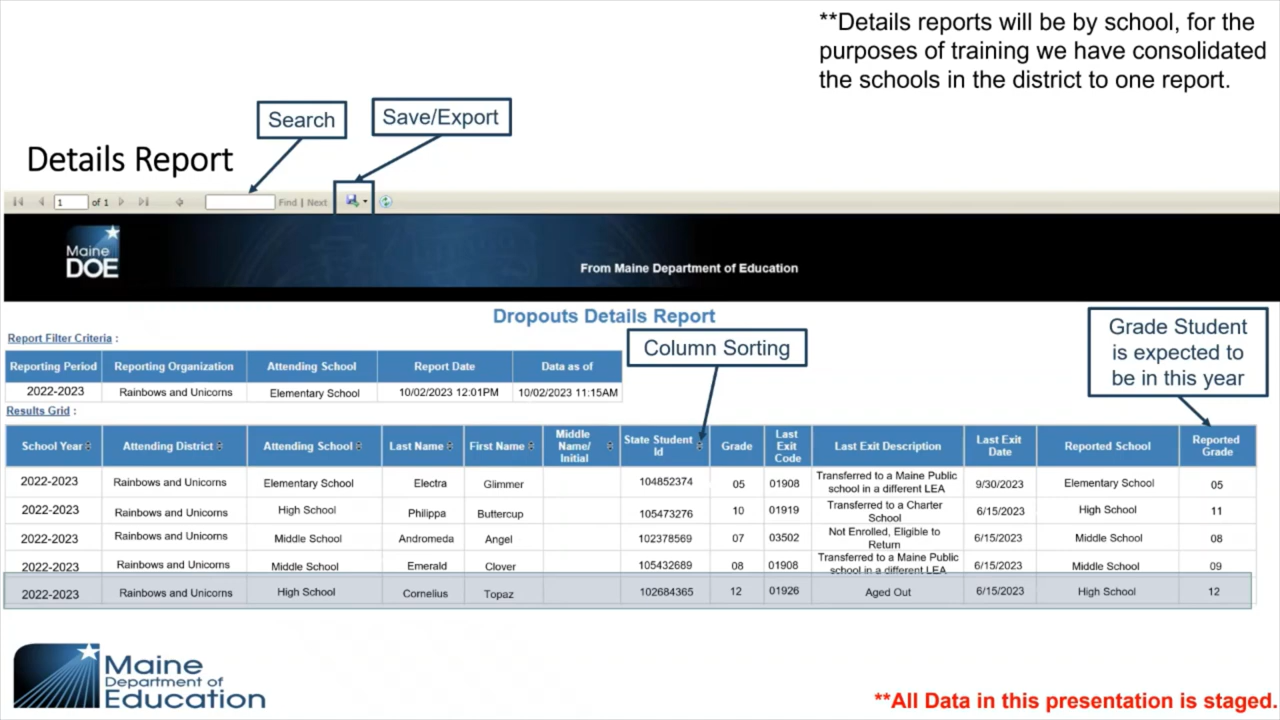 **Details reports will be by school, for the
purposes of training we have consolidated
the schools in the district to one report.
Search
Save/Export
Details Report
1 of 1 Find | Next
Maine
DOE
From Maine Department of Education
Dropouts Details Report
Report Filter Criteria :
Column Sorting
Grade Student
is expected to
be in this year
Reporting Period Reporting Organization Attending School Report Date Data as of
2022-2023 Rainbows and Unicorns Elementary School 10/02/2023 12:01PM 10/02/2023 11:15AM
Results Grid :
School Year Attending District Attending School Last Name First Name Middle Name/ Initial State Student Id Grade Last Exit Code Last Exit Description Last Exit Date Reported School Reported Grade
2022-2023 Rainbows and Unicorns Elementary School Electra Glimmer 104852374 05 01908 Transferred to a Maine Public school in a different LEA 9/30/2023 Elementary School 05
2022-2023 Rainbows and Unicorns High School Philippa Buttercup 105473276 10 01919 Transferred to a Charter School 6/15/2023 High School 11
2022-2023 Rainbows and Unicorns Middle School Andromeda Angel 102378569 07 03502 Not Enrolled, Eligible to Return 6/15/2023 Middle School 08
2022-2023 Rainbows and Unicorns Middle School Emerald Clover 105432689 08 01908 Transferred to a Maine Public school in a different LEA 6/15/2023 Middle School 09
2022-2023 Rainbows and Unicorns High School Cornelius Topaz 102684365 12 01926 Aged Out 6/15/2023 High School 12
Maine
Department of
Education
**All Data in this presentation is staged.